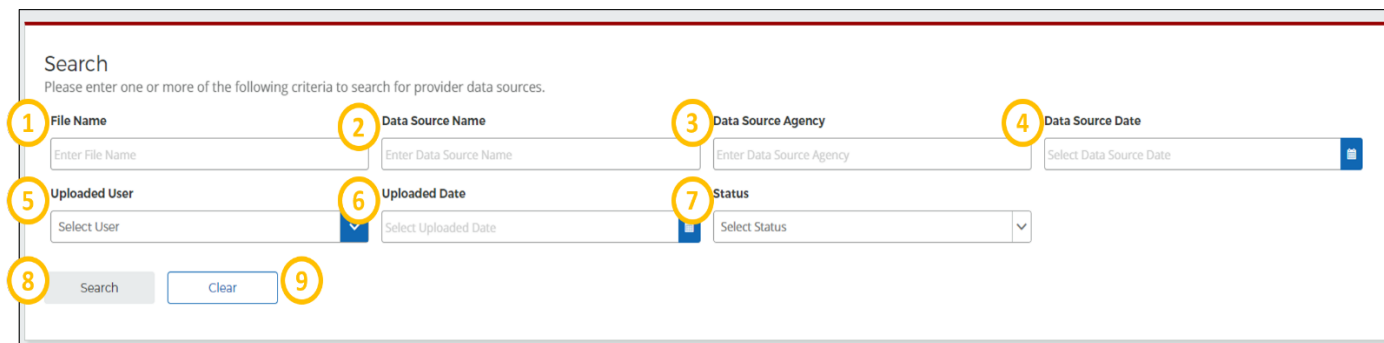 Search
Please enter one or more of the following criteria to search for provider data sources.
1 File Name 2 Data Source Name 3 Data Source Agency 4 Data Source Date
Enter File Name Enter Data Source Name Enter Data Source Agency Select Data Source Date
5 Uploaded User 6 Uploaded Date 7 Status
Select User Select Uploaded Date Select Status
8 Search Clear 9